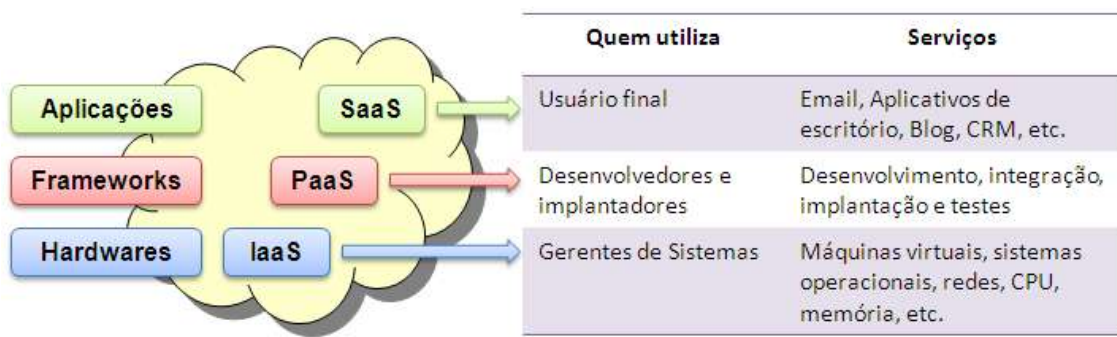 Quem utiliza
Serviços
Aplicações
SaaS
Usuário final
Email, Aplicativos de
escritório, Blog, CRM, etc.
Frameworks
PaaS
Desenvolvedores e
implantadores
Desenvolvimento, integração,
implantação e testes
Hardwares
IaaS
Gerentes de Sistemas
Máquinas virtuais, sistemas
operacionais, redes, CPU,
memória, etc.